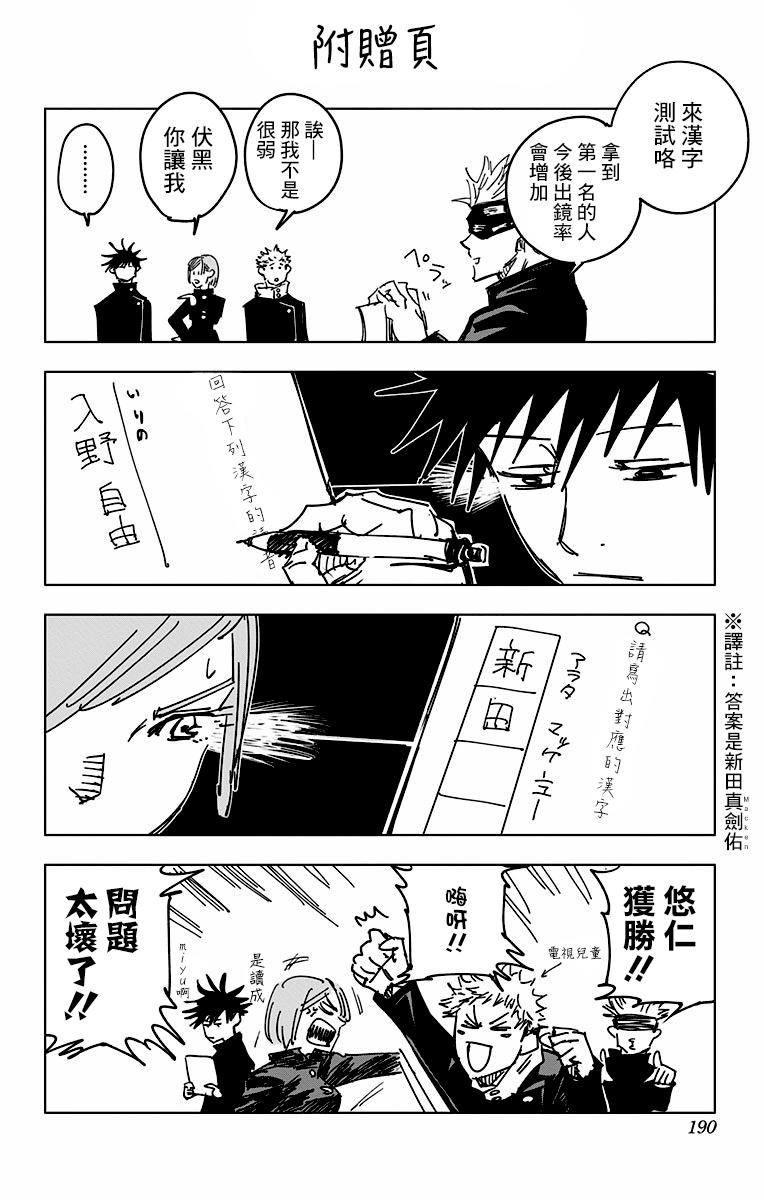 附贈頁
來漢字
測試咯
拿到
第一名的人
今後出鏡率
會增加
誒—
那我不是
很弱
伏黑
你讓我
………
ペラ…
回答下列漢字的
いりの
入野自由
Q
請寫出對應的漢字
アラタ マッケーニュー
新田
※譯註：答案是新田真劍佑
Macken
悠仁
獲勝！！
電視兒童
嗨呀！！
是讀成
miyu啊
問題
太壞了！！
190